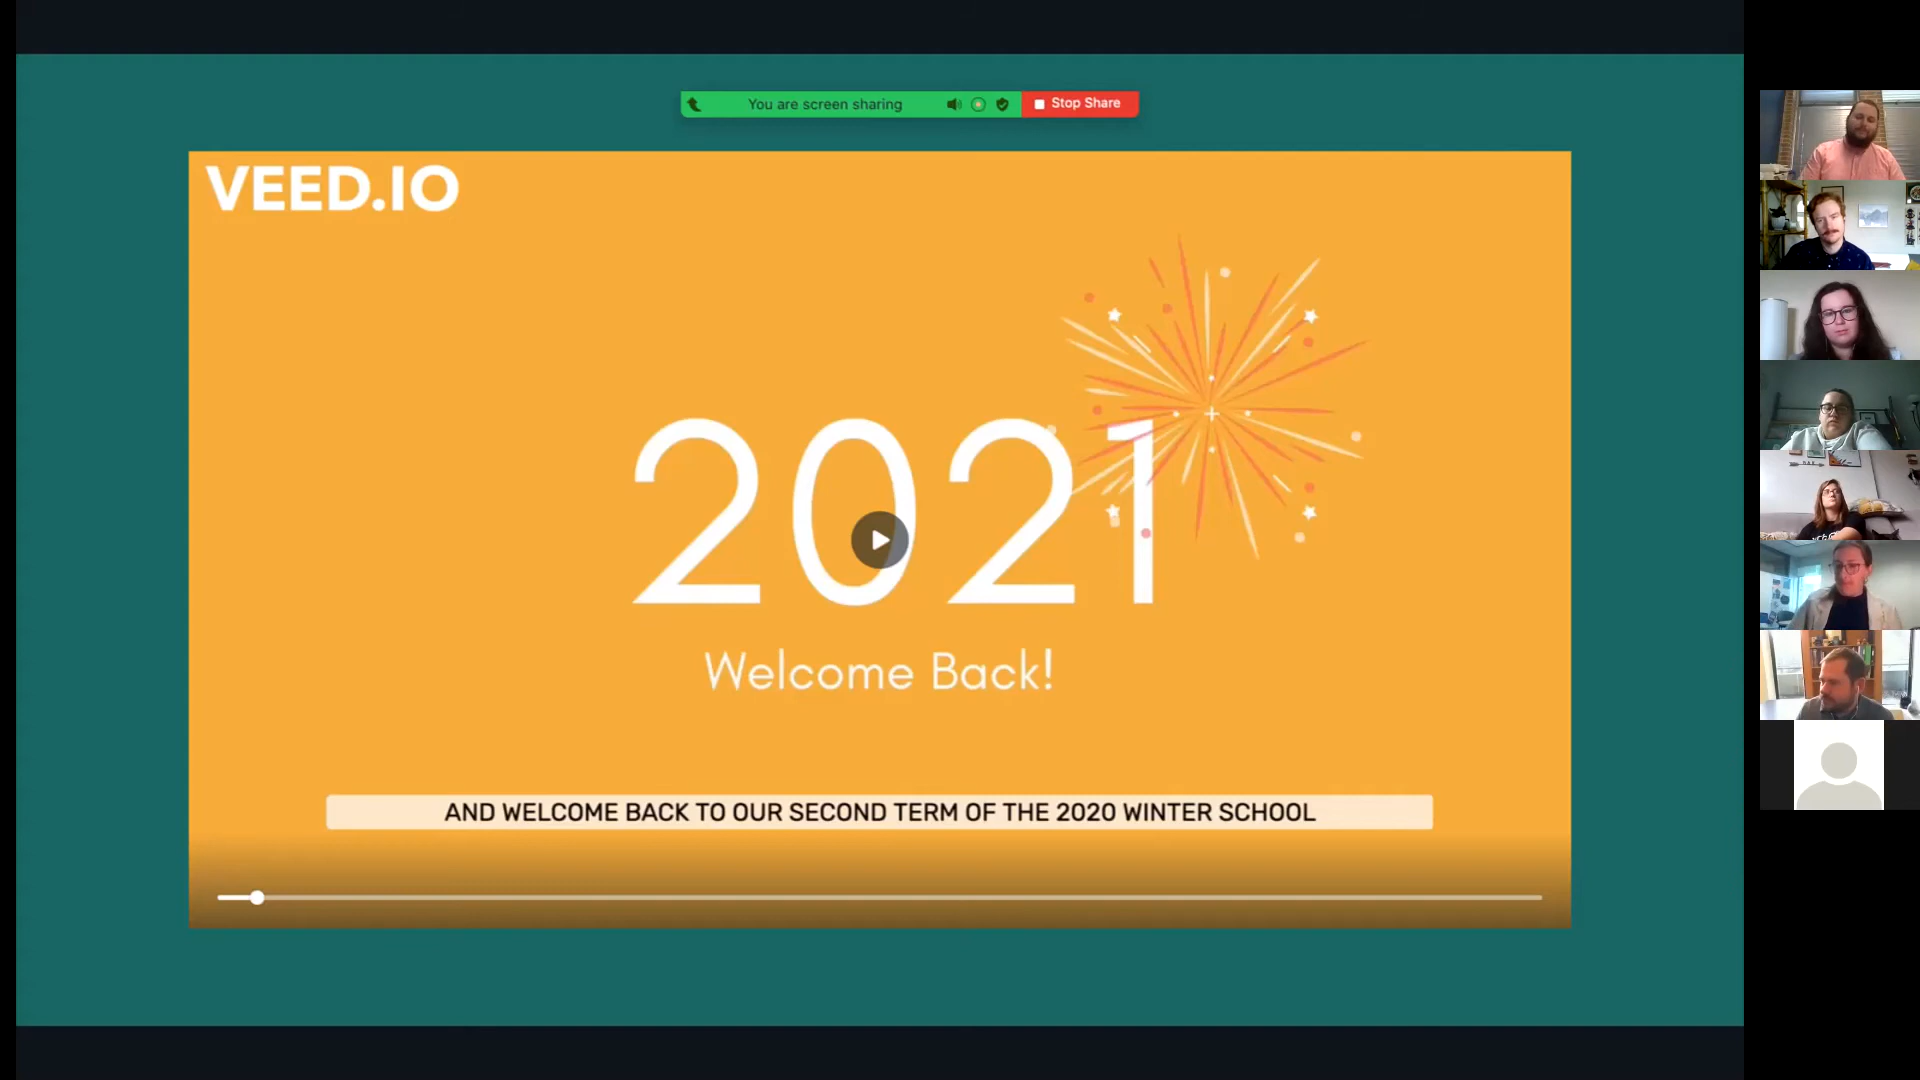 You are screen sharing
Stop Share
VEED.IO
2021
Welcome Back!
AND WELCOME BACK TO OUR SECOND TERM OF THE 2020 WINTER SCHOOL